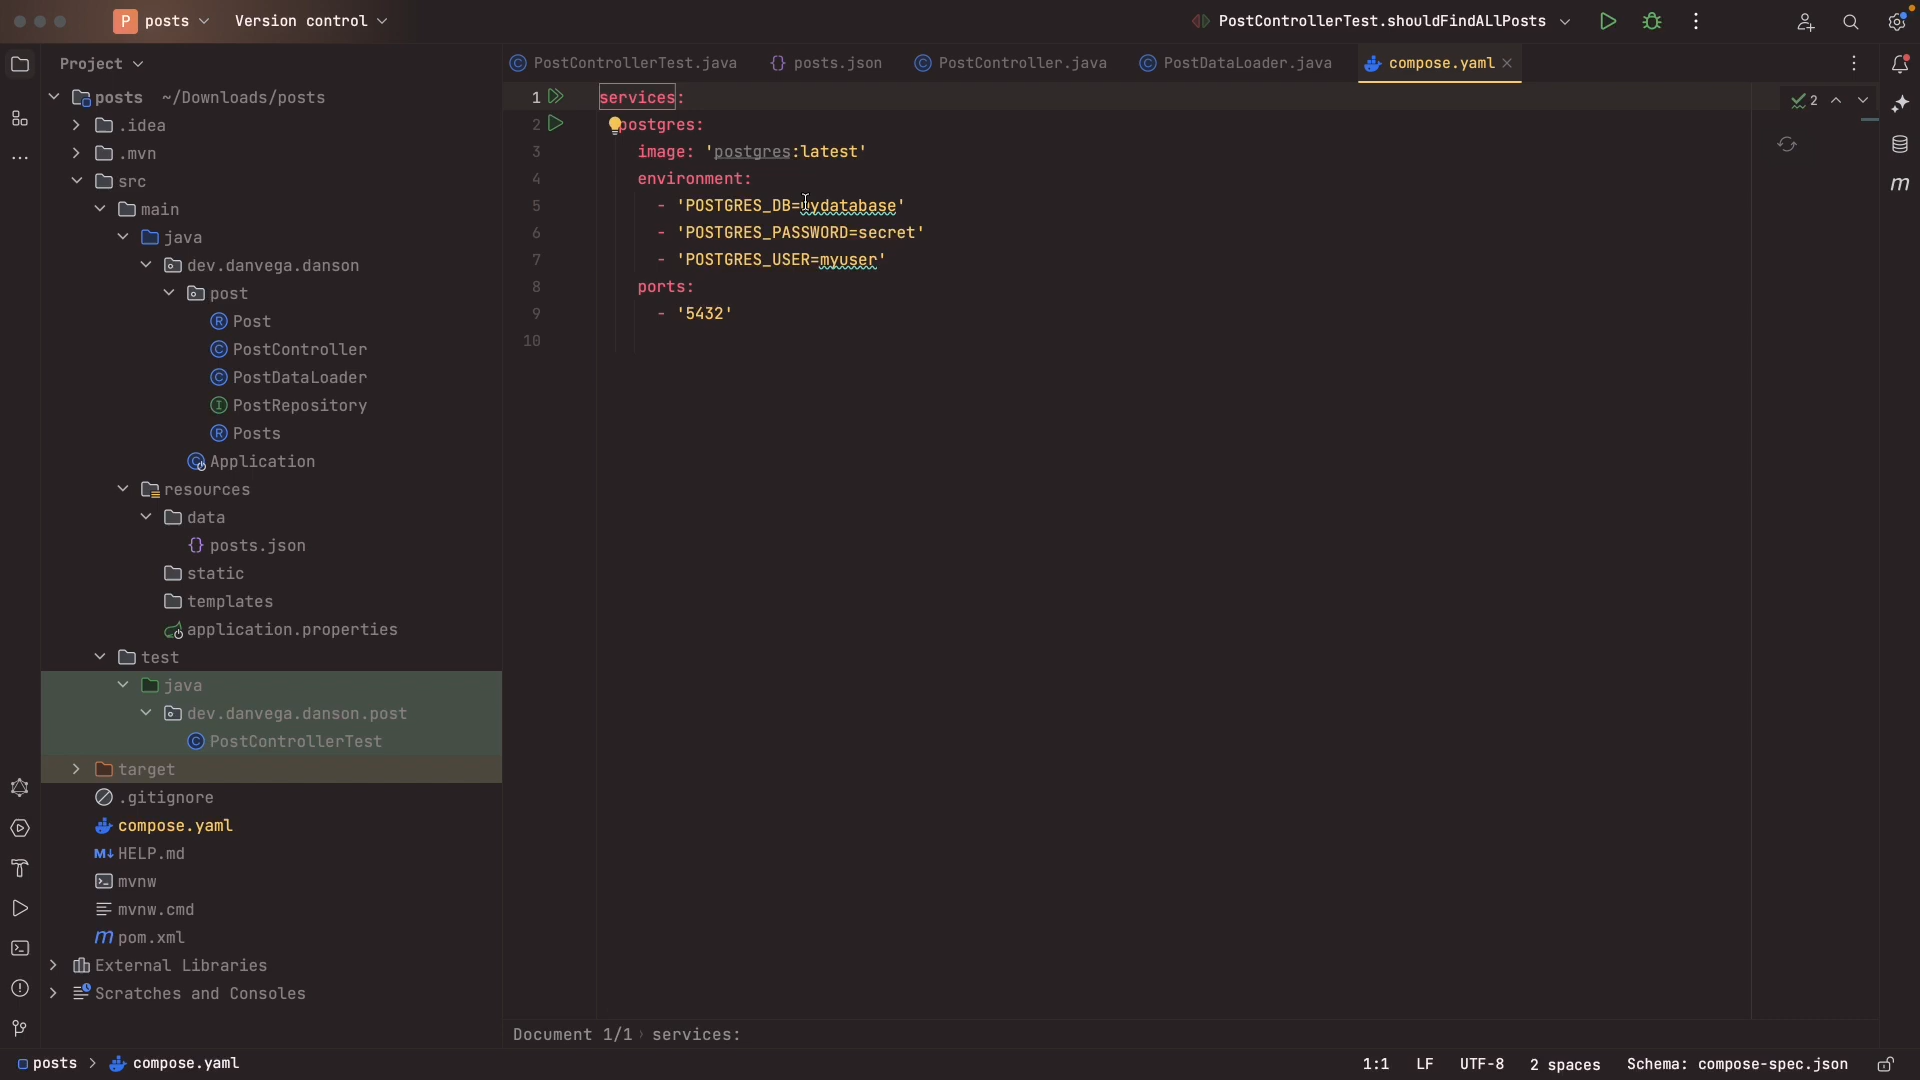 P posts
Version control
PostControllerTest.shouldFindALlPosts
Project
PostControllerTest.java
posts.json
PostController.java
PostDataLoader.java
compose.yaml
posts ~/Downloads/posts
.idea
.mvn
src
main
java
dev.danvega.danson
post
Post
PostController
PostDataLoader
PostRepository
Posts
Application
resources
data
posts.json
static
templates
application.properties
test
java
dev.danvega.danson.post
PostControllerTest
target
.gitignore
compose.yaml
HELP.md
mvnw
mvnw.cmd
pom.xml
External Libraries
Scratches and Consoles
1 services:
2 postgres:
3 image: 'postgres:latest'
4 environment:
5 - 'POSTGRES_DB=mydatabase'
6 - 'POSTGRES_PASSWORD=secret'
7 - 'POSTGRES_USER=myuser'
8 ports:
9 - '5432'
10
2
Document 1/1 › services:
posts > compose.yaml
1:1 LF UTF-8 2 spaces Schema: compose-spec.json